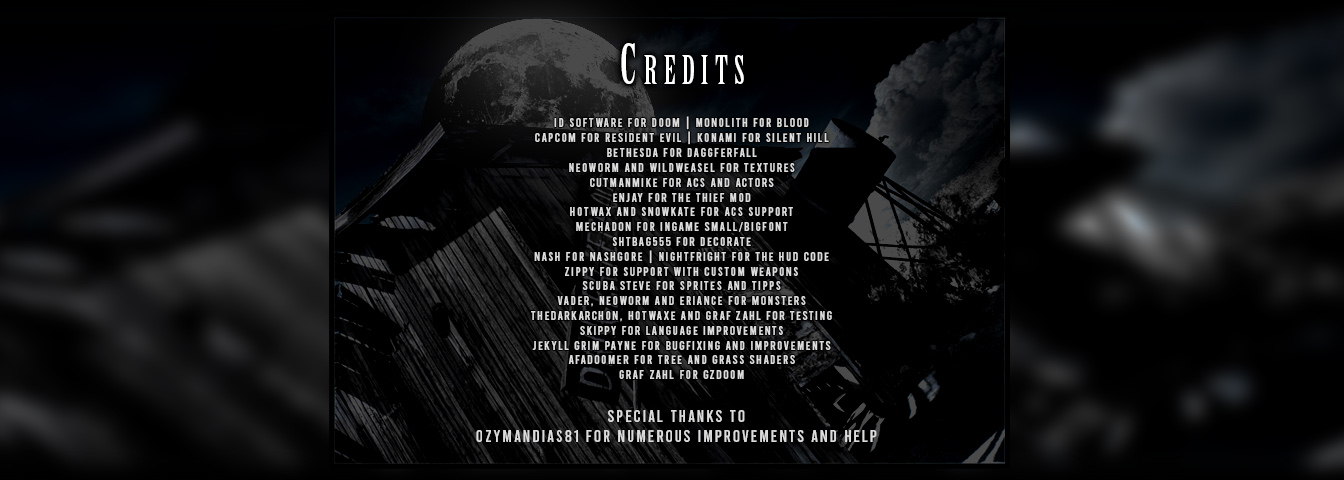 CREDITS
ID SOFTWARE FOR DOOM | MONOLITH FOR BLOOD
CAPCOM FOR RESIDENT EVIL | KONAMI FOR SILENT HILL
BETHESDA FOR DAGGFERFALL
NEOWORM AND WILDWEASEL FOR TEXTURES
CUTMANMIKE FOR ACS AND ACTORS
ENJAY FOR THE THIEF MOD
HOTWAX AND SNOWKATE FOR ACS SUPPORT
MECHADON FOR INGAME SMALL/BIGFONT
SHTBAG555 FOR DECORATE
NASH FOR NASHGORE | NIGHTFRIGHT FOR THE HUD CODE
ZIPPY FOR SUPPORT WITH CUSTOM WEAPONS
SCUBA STEVE FOR SPRITES AND TIPPS
VADER, NEOWORM AND ERIANCE FOR MONSTERS
THEDARKARCHON, HOTWAXE AND GRAF ZAHL FOR TESTING
SKIPPY FOR LANGUAGE IMPROVEMENTS
JEKYLL GRIM PAYNE FOR BUGFIXING AND IMPROVEMENTS
AFADOOMER FOR TREE AND GRASS SHADERS
GRAF ZAHL FOR GZDOOM
SPECIAL THANKS TO
OZYMANDIAS81 FOR NUMEROUS IMPROVEMENTS AND HELP